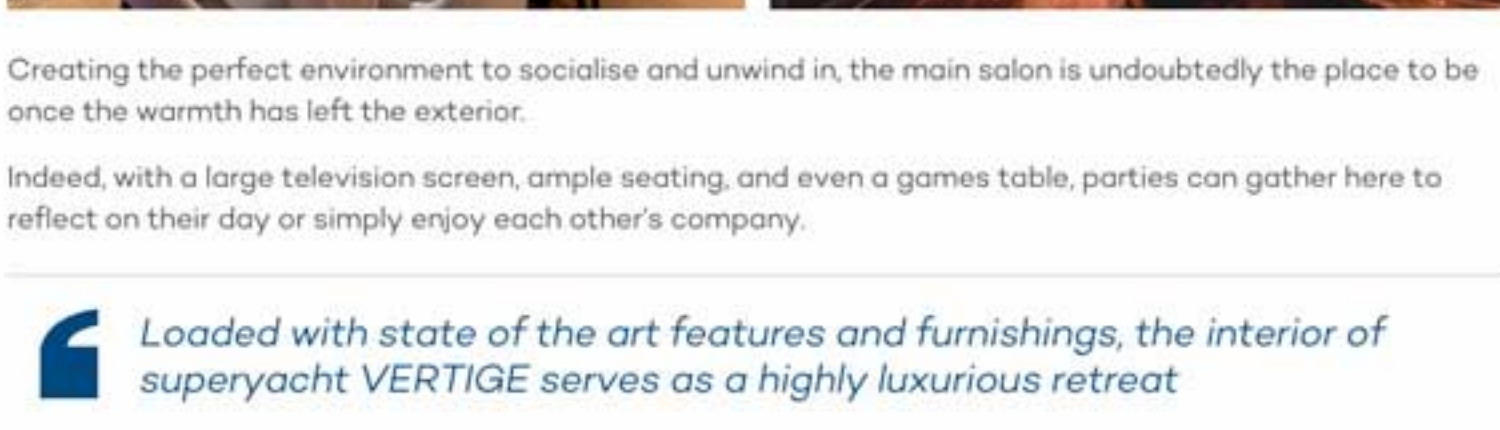 Creating the perfect environment to socialise and unwind in, the main salon is undoubtedly the place to be
once the warmth has left the exterior.
Indeed, with a large television screen, ample seating, and even a games table, parties can gather here to
reflect on their day or simply enjoy each other's company.
Loaded with state of the art features and furnishings, the interior of
superyacht VERTIGE serves as a highly luxurious retreat